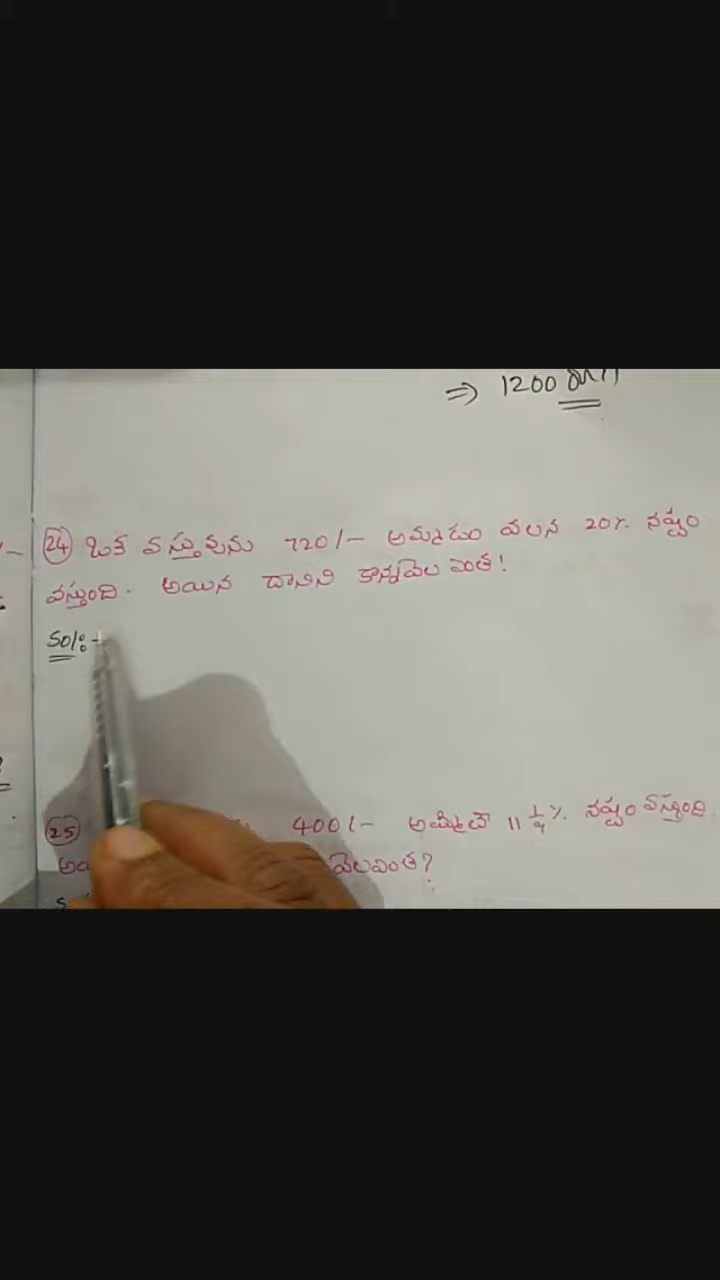 ⇒ 1200
24 ఒక వస్తువును 720/- అమ్మడం వలన 20%. నష్టం
వస్తుంది. అయిన దానిని కొన్నవెల ఎంత!
Sol:-
25 400/- అమ్మితే 11 1/9 %. నష్టం వస్తుంది.
వెలఎంత?